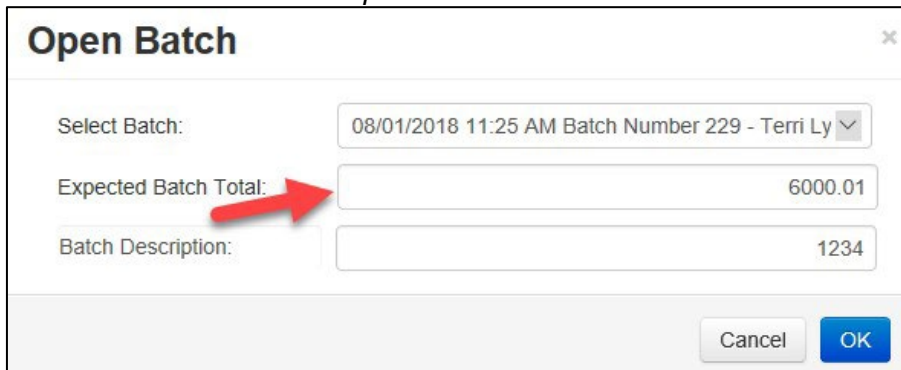 Open Batch ×
Select Batch: 08/01/2018 11:25 AM Batch Number 229 - Terri Ly
Expected Batch Total: 6000.01
Batch Description: 1234
Cancel OK